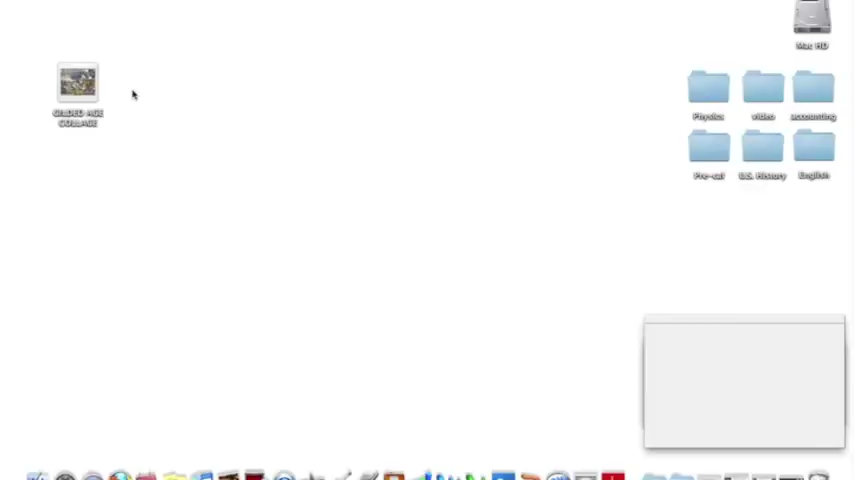 Mac HD
GILDED AGE
COLLAGE
Physics
video
accounting
Pre-cal
U.S. History
English